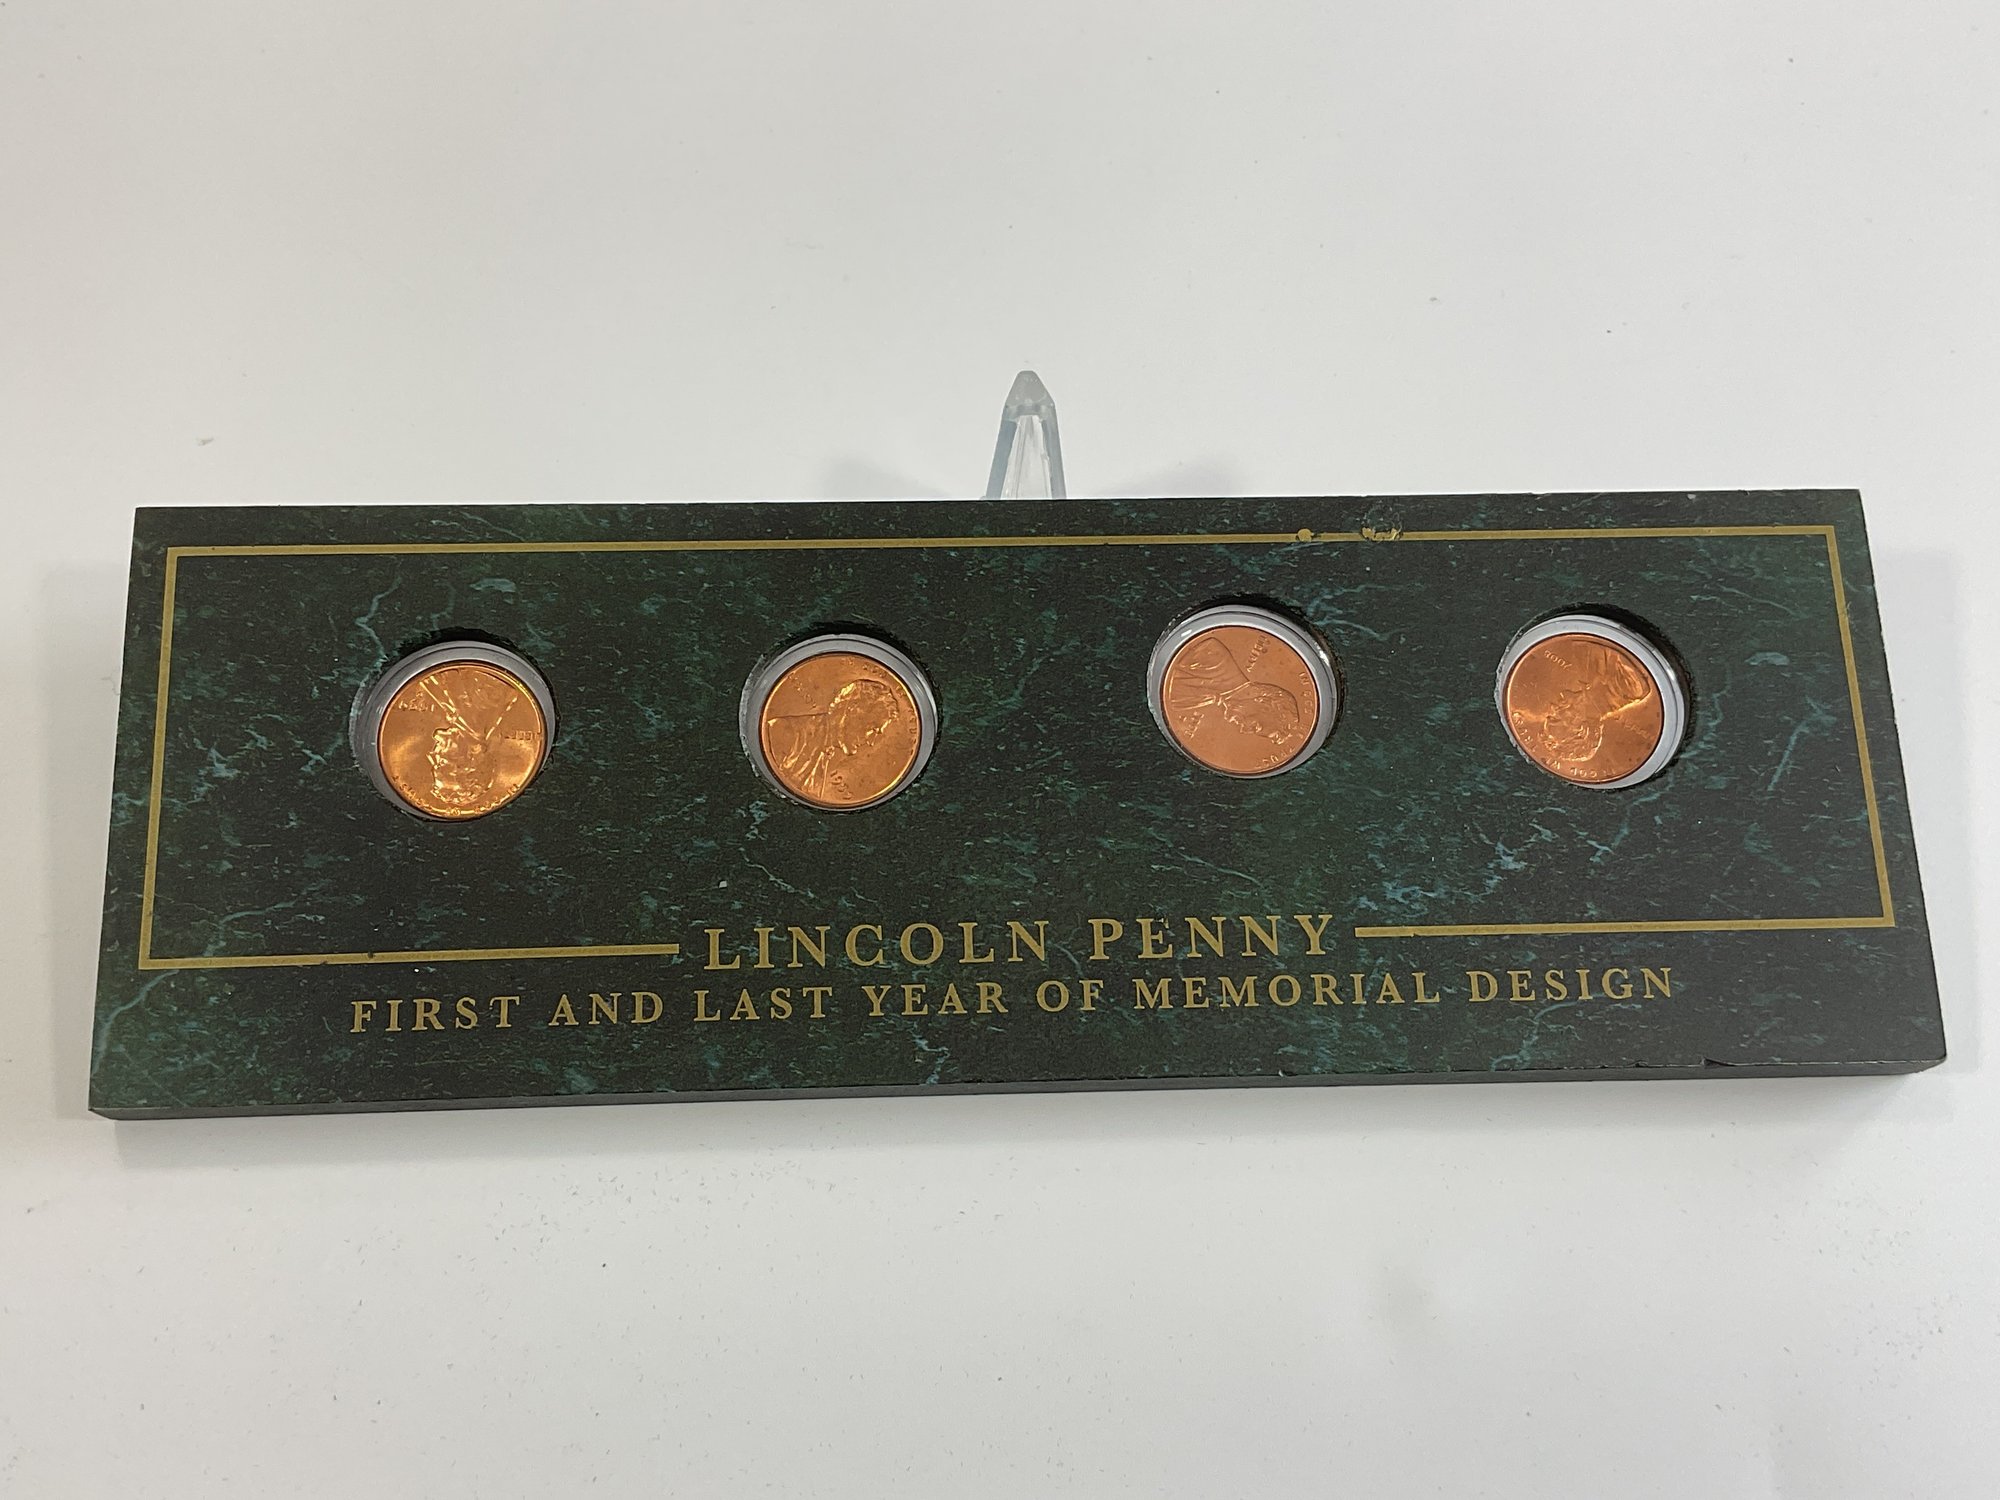 LINCOLN PENNY
FIRST AND LAST YEAR OF MEMORIAL DESIGN